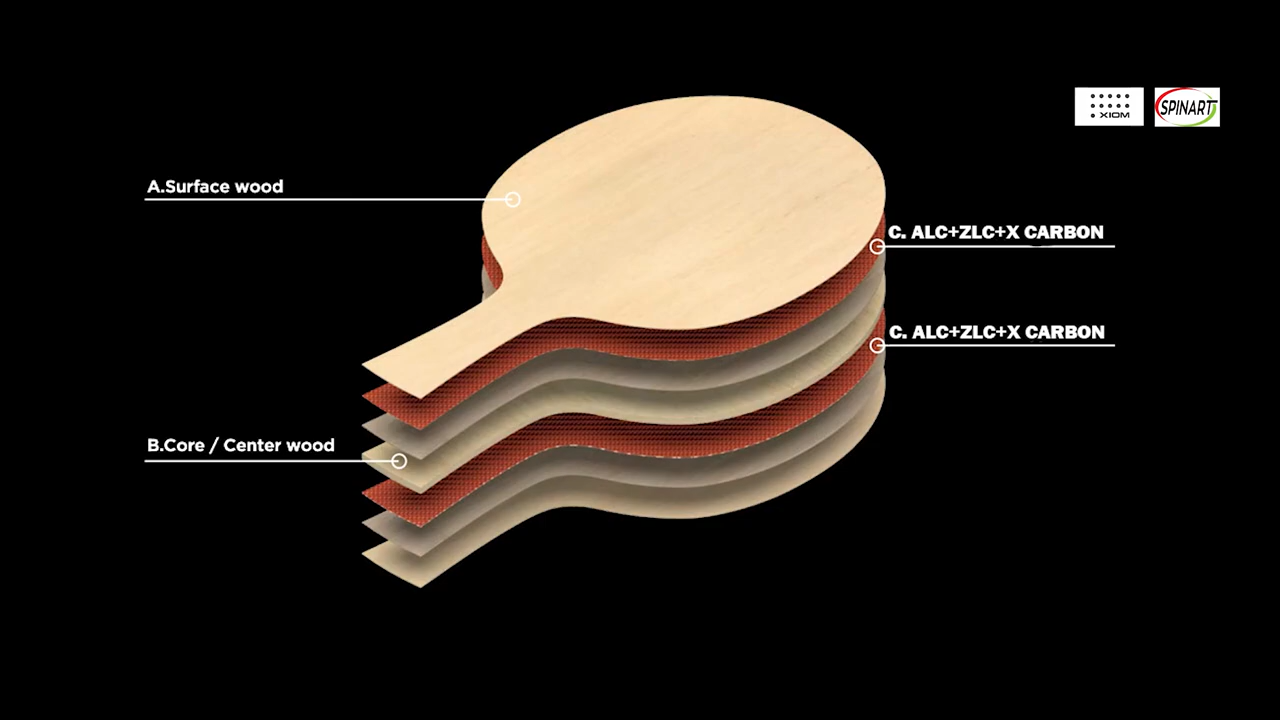 XIOM
SPINART
A.Surface wood
C. ALC+ZLC+X CARBON
C. ALC+ZLC+X CARBON
B.Core / Center wood